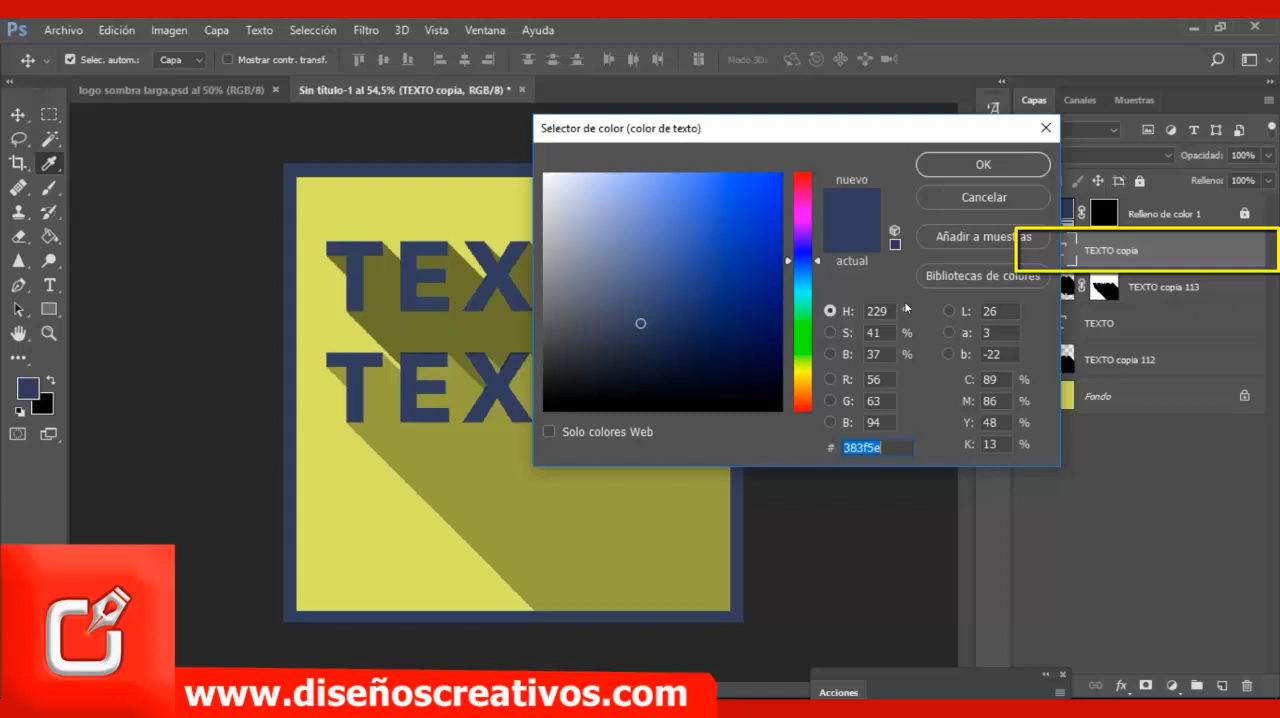 Ps Archivo Edición Imagen Capa Texto Selección Filtro 3D Vista Ventana Ayuda
Selec. autom.: Capa Mostrar contr. transf. Modo 3D:
logo sombra larga.psd al 50% (RGB/8) × Sin título-1 al 54,5% (TEXTO copia, RGB/8) * ×
Capas Canales Muestras
Selector de color (color de texto)
OK
Cancelar
Añadir a muestras
Bibliotecas de colores
nuevo
actual
H: 229
S: 41 %
B: 37 %
R: 56
G: 63
B: 94
# 383f5e
L: 26
a: 3
b: -22
C: 89 %
M: 86 %
Y: 48 %
K: 13 %
Solo colores Web
Opacidad: 100%
Relleno: 100%
Relleno de color 1
TEXTO copia
TEXTO copia 113
TEXTO
TEXTO copia 112
Fondo
TEX
TEX
Acciones
fx
www.diseñoscreativos.com